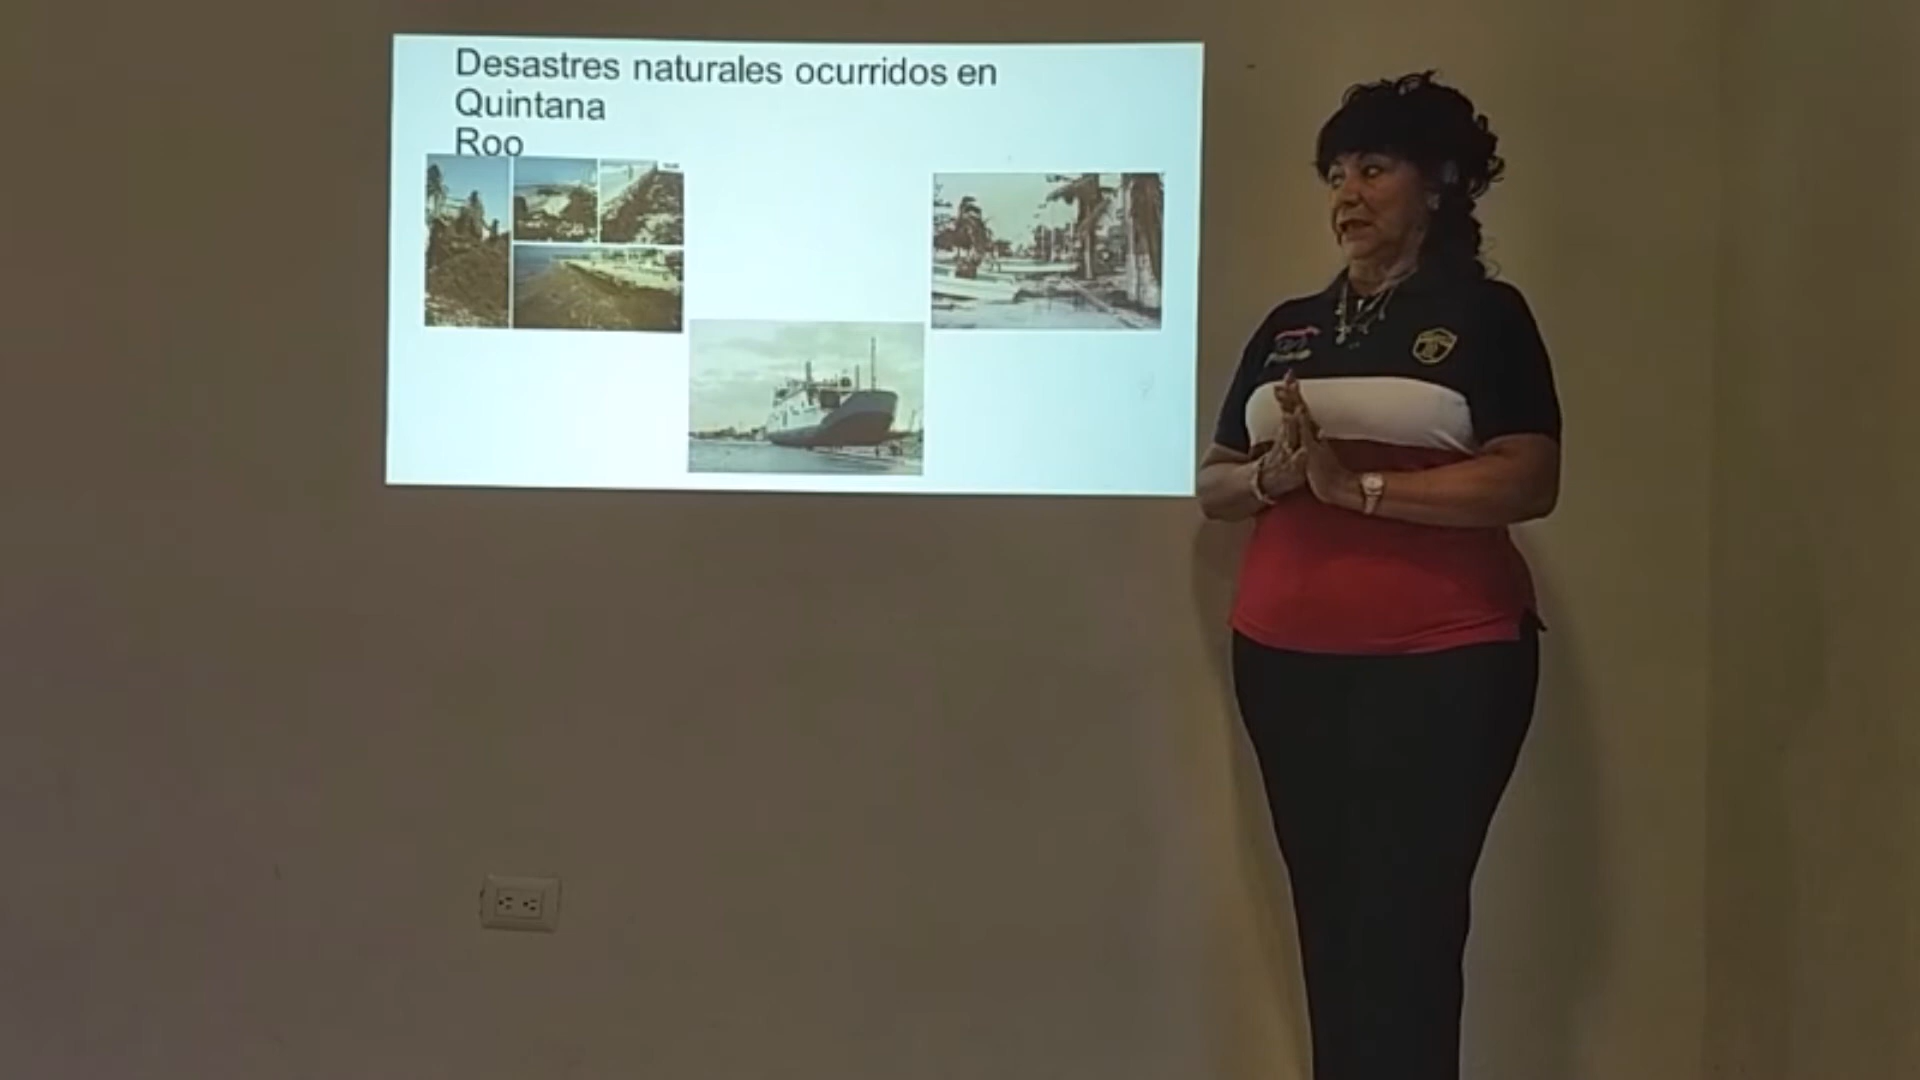 Desastres naturales ocurridos en
Quintana
Roo